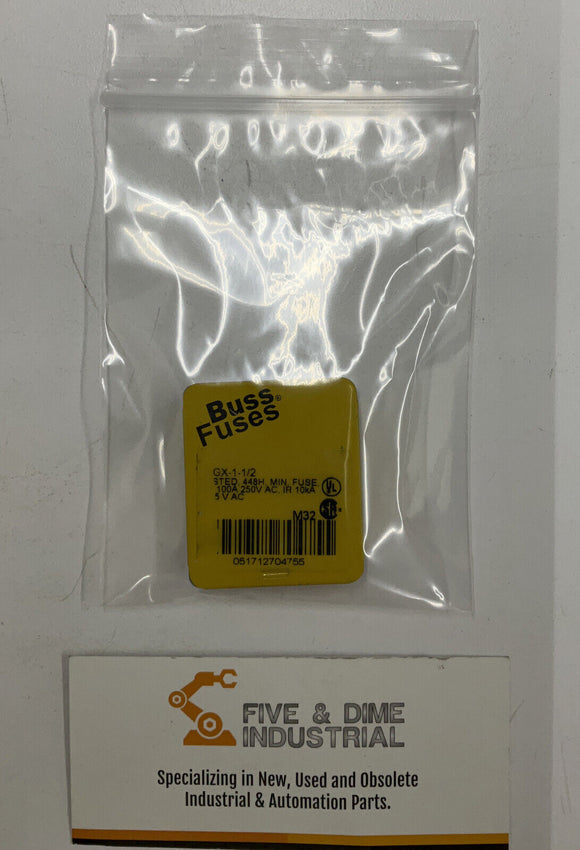 Buss®
Fuses
GX-1-1/2
STED 448H MIN. FUSE
100A 250V AC, IR 10kA
5 V AC
UL
M32
051712704755
FIVE & DIME
INDUSTRIAL
Specializing in New, Used and Obsolete
Industrial & Automation Parts.